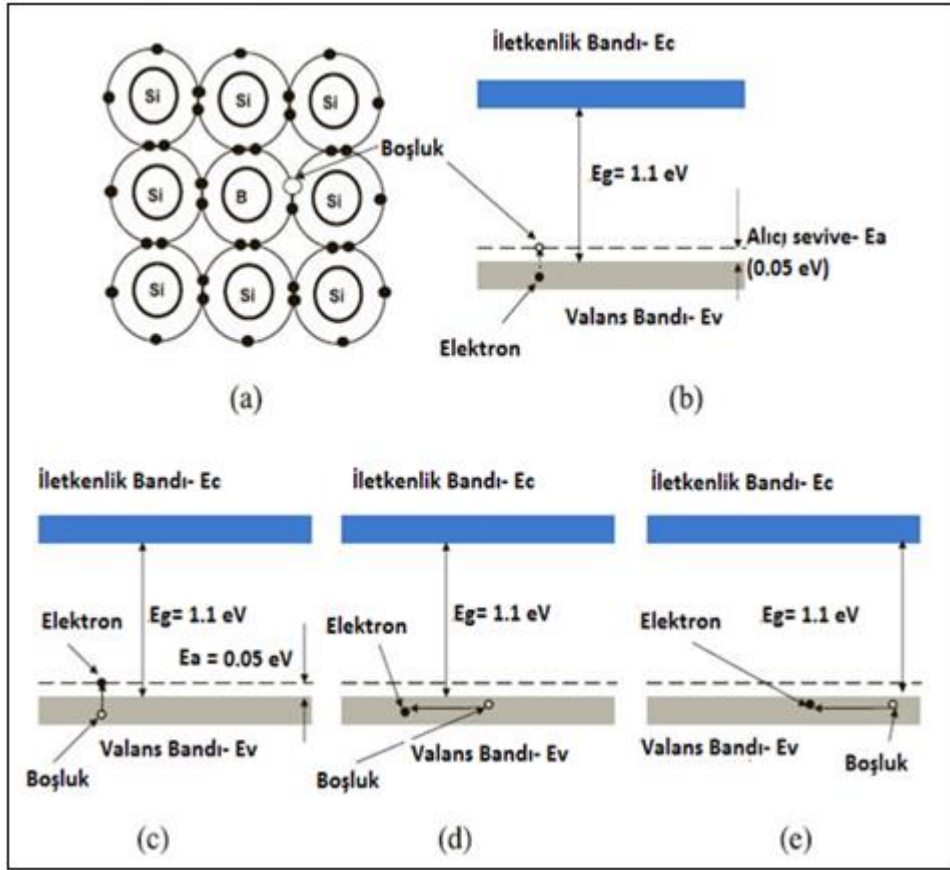 Si
Si
Si
Si
B
Si
Si
Si
Si
Boşluk
(a)
İletkenlik Bandı- Ec
Eg= 1.1 eV
Alıcı sevive- Ea
(0.05 eV)
Valans Bandı- Ev
Elektron
(b)
İletkenlik Bandı- Ec
Eg= 1.1 eV
Elektron
Ea = 0.05 eV
Valans Bandı- Ev
Boşluk
(c)
İletkenlik Bandı- Ec
Elektron
Eg= 1.1 eV
Valans Bandı- Ev
Boşluk
(d)
İletkenlik Bandı- Ec
Eg= 1.1 eV
Elektron
Valans Bandı- Ev
Boşluk
(e)